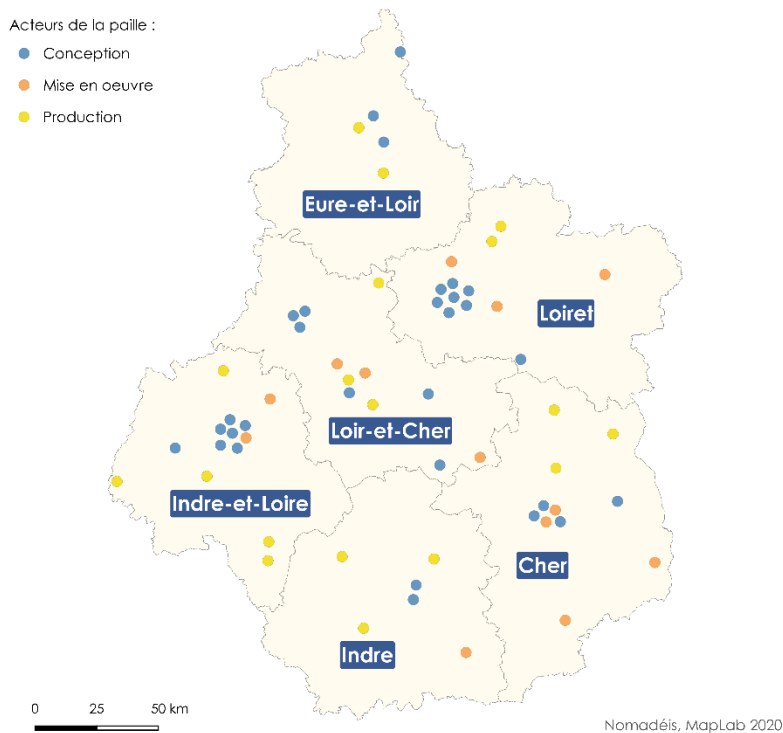 Acteurs de la paille :
Conception
Mise en oeuvre
Production
Eure-et-Loir
Loiret
Loir-et-Cher
Indre-et-Loire
Cher
Indre
0 25 50 km
Nomadéis, MapLab 2020